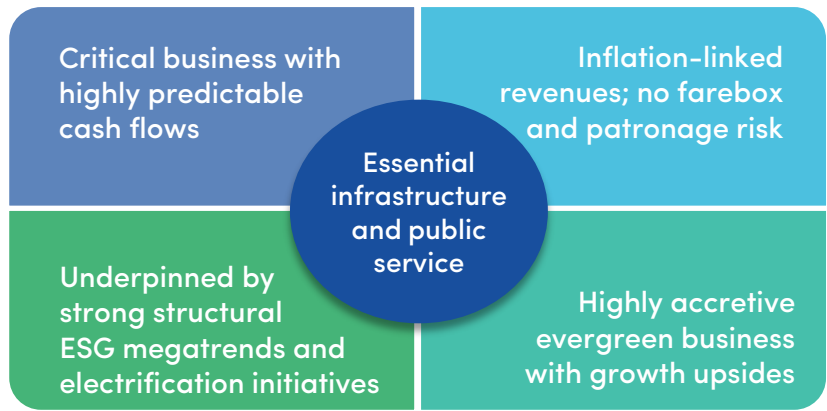 Critical business with
highly predictable
cash flows
Inflation-linked
revenues; no farebox
and patronage risk
Essential
infrastructure
and public
service
Underpinned by
strong structural
ESG megatrends and
electrification initiatives
Highly accretive
evergreen business
with growth upsides